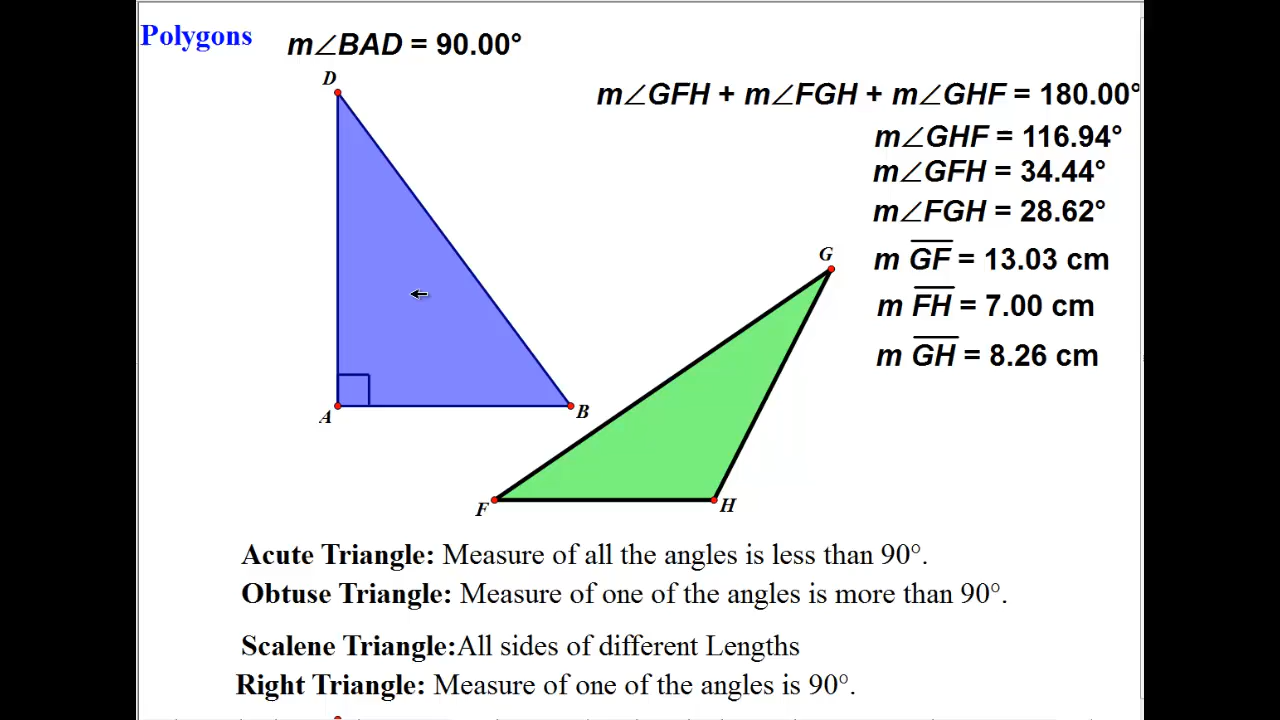 Polygons
m∠BAD = 90.00°
D
m∠GFH + m∠FGH + m∠GHF = 180.00°
m∠GHF = 116.94°
m∠GFH = 34.44°
m∠FGH = 28.62°
G
m GF = 13.03 cm
m FH = 7.00 cm
m GH = 8.26 cm
A
B
F
H
Acute Triangle: Measure of all the angles is less than 90°.
Obtuse Triangle: Measure of one of the angles is more than 90°.
Scalene Triangle:All sides of different Lengths
Right Triangle: Measure of one of the angles is 90°.